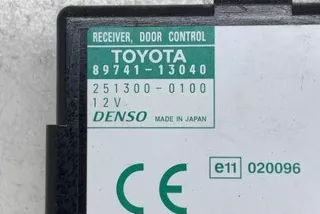 RECEIVER, DOOR CONTROL
TOYOTA
89741-13040
251300-0100
12V
DENSO MADE IN JAPAN
e11 020096
CE